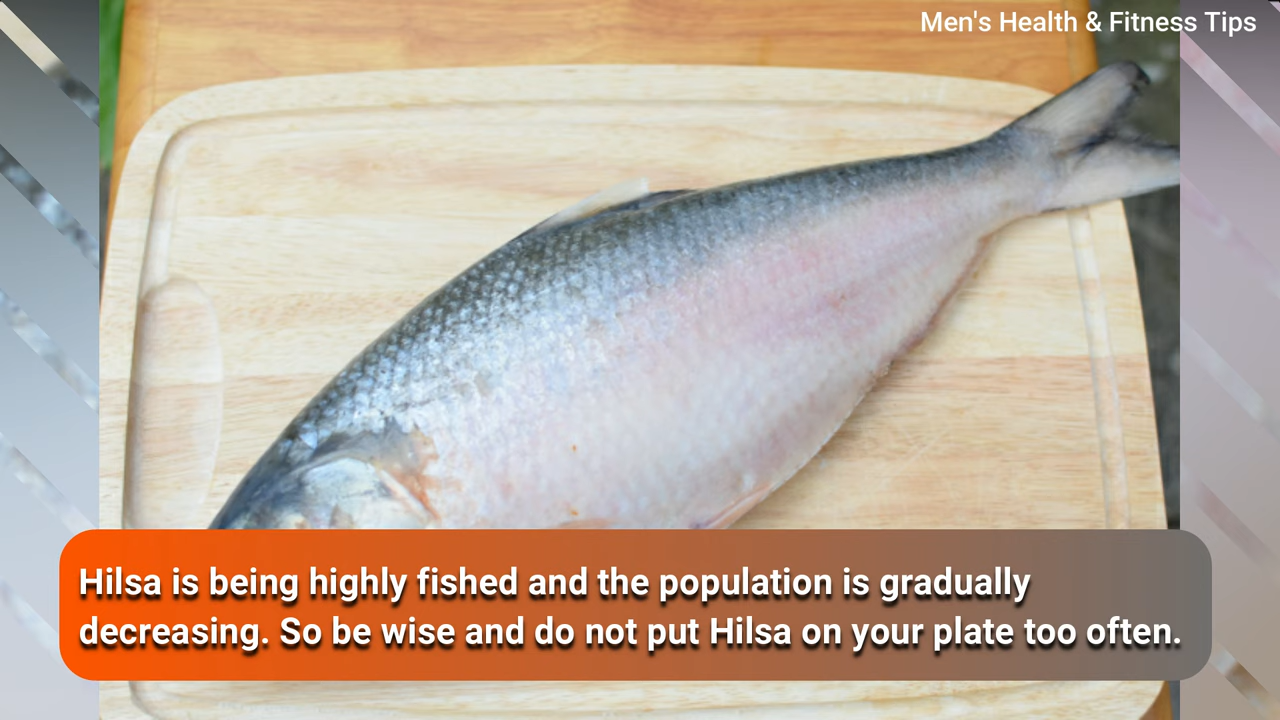 Men's Health & Fitness Tips
Hilsa is being highly fished and the population is gradually
decreasing. So be wise and do not put Hilsa on your plate too often.